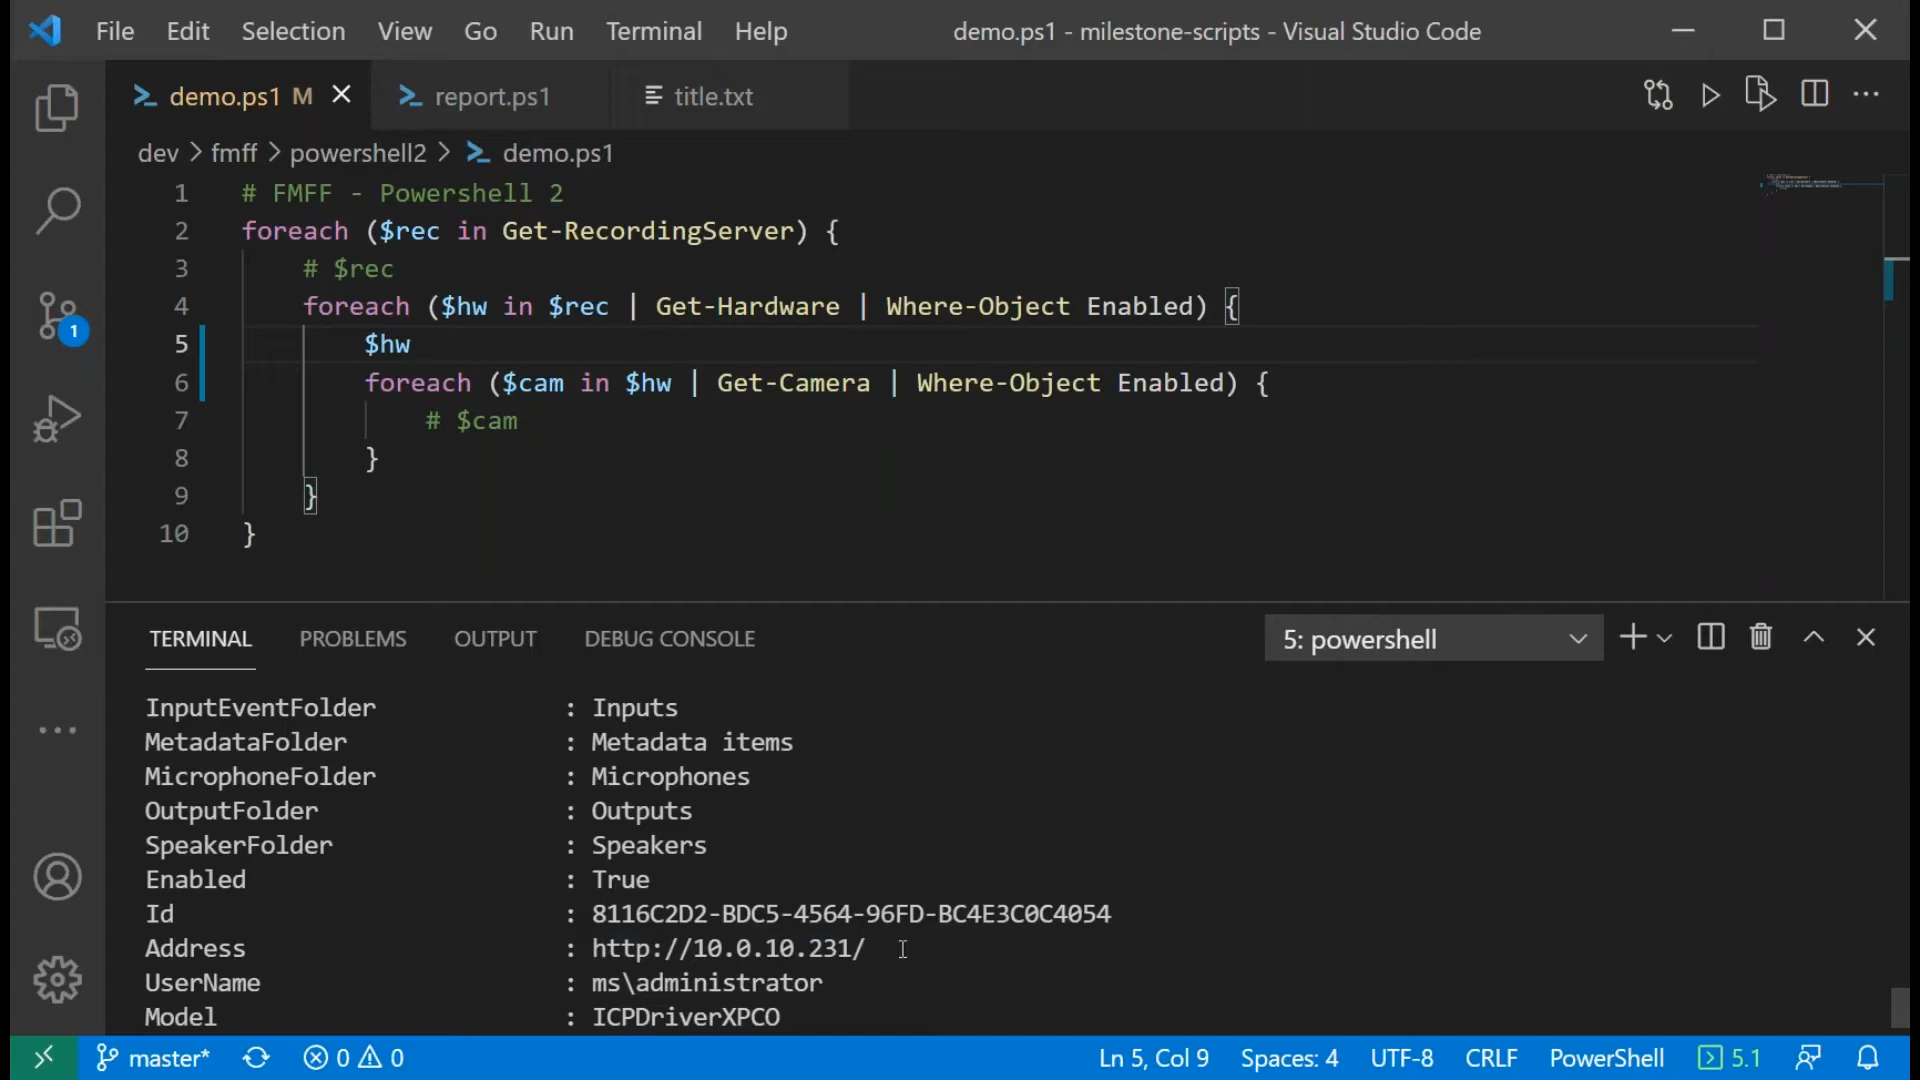 File Edit Selection View Go Run Terminal Help demo.ps1 - milestone-scripts - Visual Studio Code
demo.ps1 M report.ps1 title.txt
dev > fmff > powershell2 > demo.ps1
1 # FMFF - Powershell 2
2 foreach ($rec in Get-RecordingServer) {
3 # $rec
4 foreach ($hw in $rec | Get-Hardware | Where-Object Enabled) {
5 $hw
6 foreach ($cam in $hw | Get-Camera | Where-Object Enabled) {
7 # $cam
8 }
9 }
10 }
1
TERMINAL PROBLEMS OUTPUT DEBUG CONSOLE 5: powershell
InputEventFolder : Inputs
MetadataFolder : Metadata items
MicrophoneFolder : Microphones
OutputFolder : Outputs
SpeakerFolder : Speakers
Enabled : True
Id : 8116C2D2-BDC5-4564-96FD-BC4E3C0C4054
Address : http://10.0.10.231/
UserName : ms\administrator
Model : ICPDriverXPCO
master* 0 0 Ln 5, Col 9 Spaces: 4 UTF-8 CRLF PowerShell 5.1